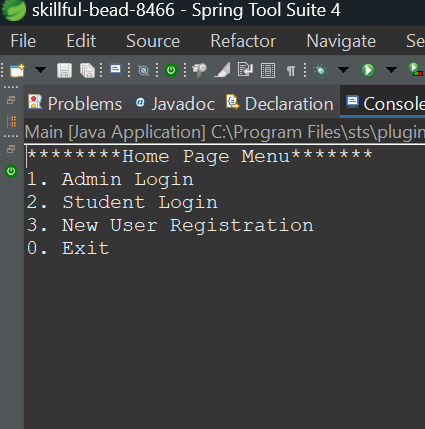 skillful-bead-8466 - Spring Tool Suite 4
File Edit Source Refactor Navigate
Problems Javadoc Declaration Console
Main [Java Application] C:\Program Files\sts\plugin
********Home Page Menu*******
1. Admin Login
2. Student Login
3. New User Registration
0. Exit